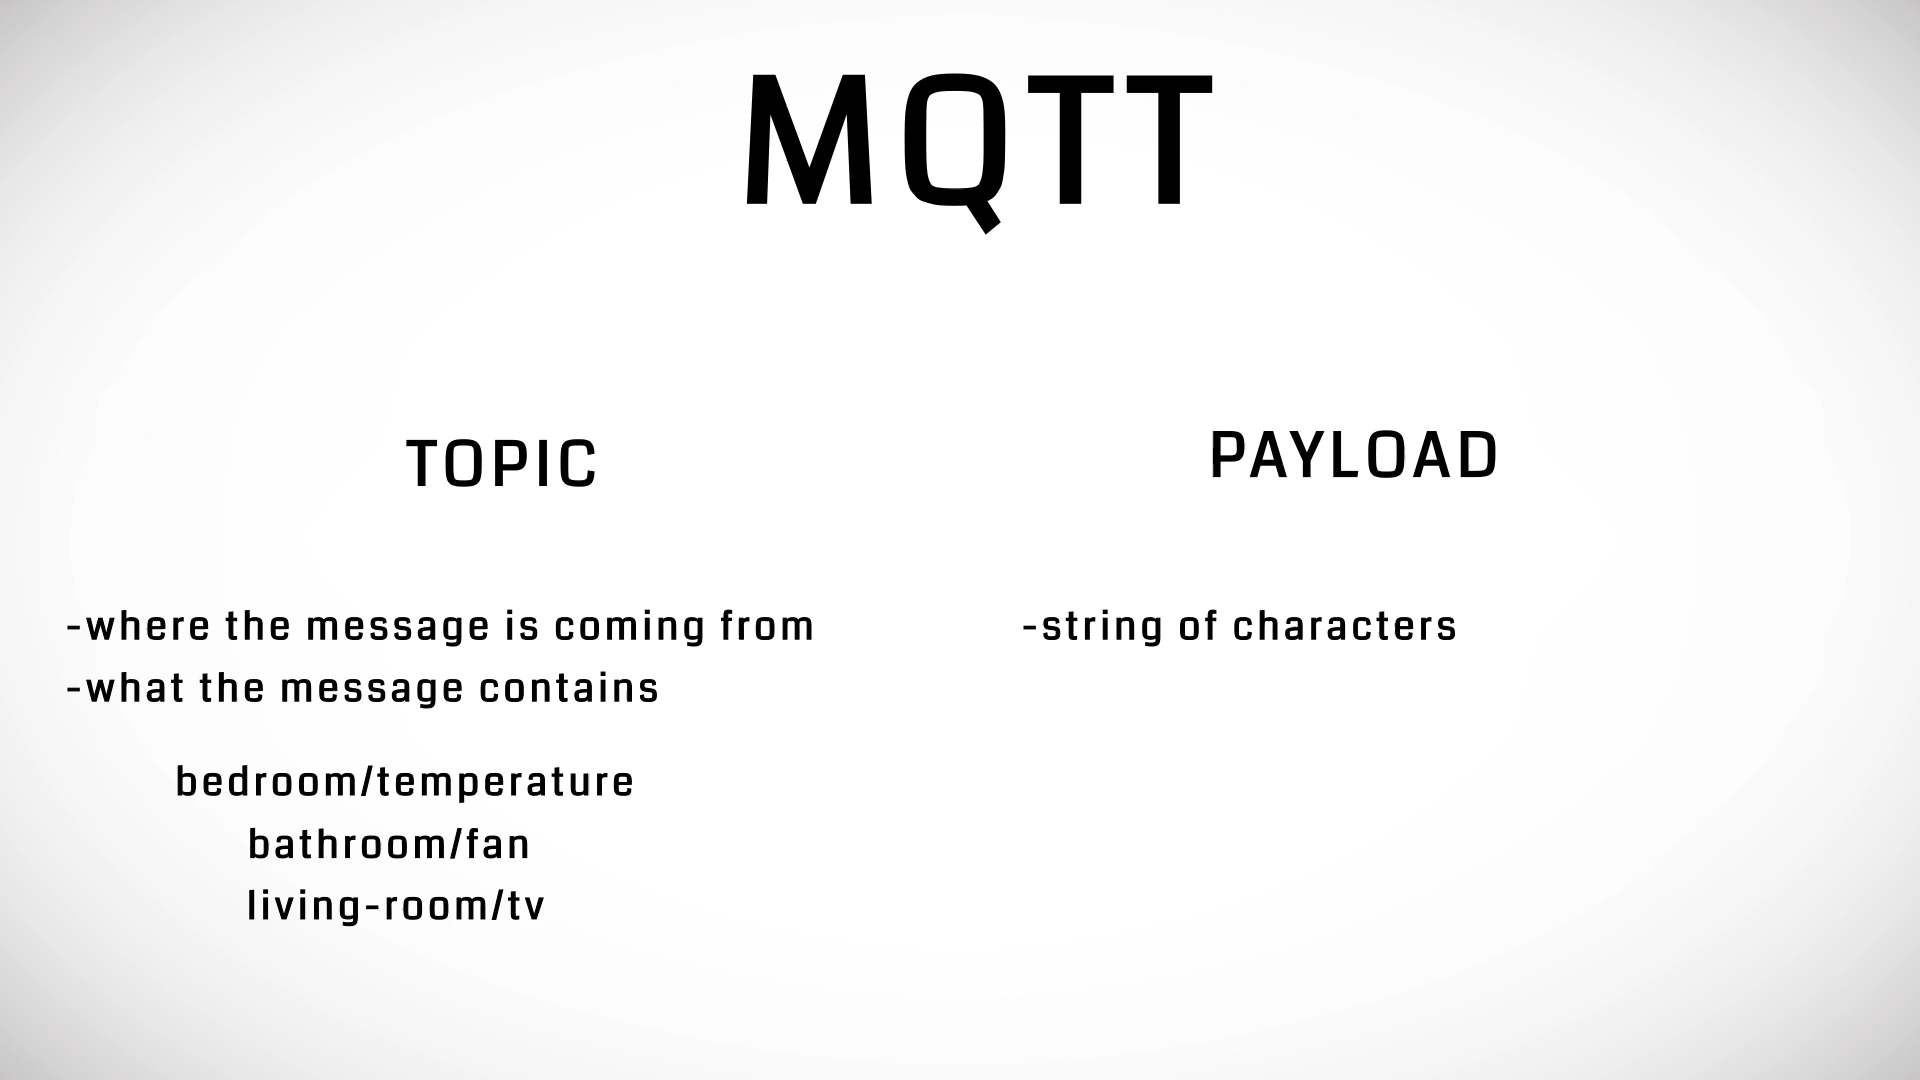 MQTT
TOPIC
-where the message is coming from
-what the message contains
bedroom/temperature
bathroom/fan
living-room/tv
PAYLOAD
-string of characters